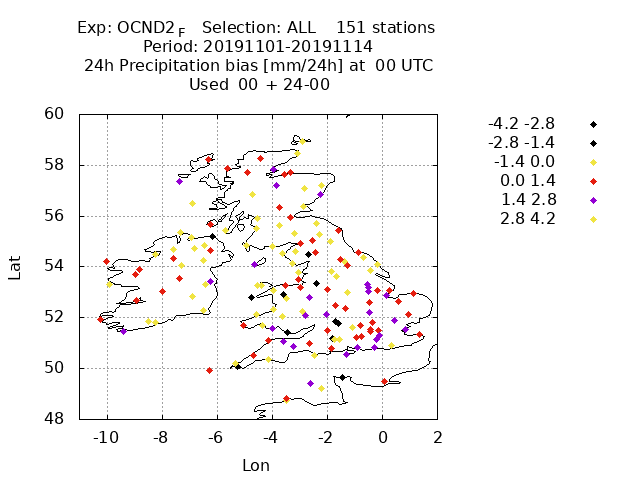 Exp: OCND2_F   Selection: ALL    151 stations
Period: 20191101-20191114
24h Precipitation bias [mm/24h] at  00 UTC
Used  00 + 24-00
-4.2 -2.8
-2.8 -1.4
-1.4 0.0
0.0 1.4
1.4 2.8
2.8 4.2
60
58
56
54
52
50
48
Lat
-10 -8 -6 -4 -2 0 2
Lon